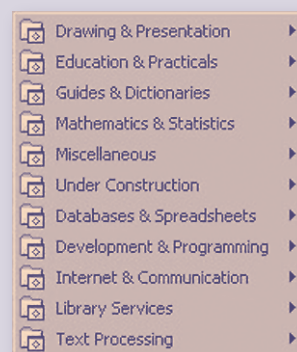 Drawing & Presentation
Education & Practicals
Guides & Dictionaries
Mathematics & Statistics
Miscellaneous
Under Construction
Databases & Spreadsheets
Development & Programming
Internet & Communication
Library Services
Text Processing